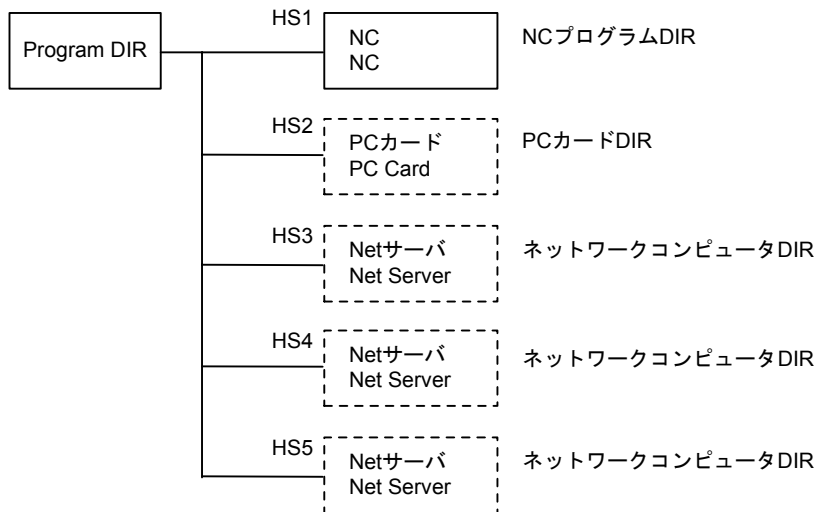 Program DIR
HS1
NC
NC
NCプログラムDIR
HS2
PCカード
PC Card
PCカードDIR
HS3
Netサーバ
Net Server
ネットワークコンピュータDIR
HS4
Netサーバ
Net Server
ネットワークコンピュータDIR
HS5
Netサーバ
Net Server
ネットワークコンピュータDIR